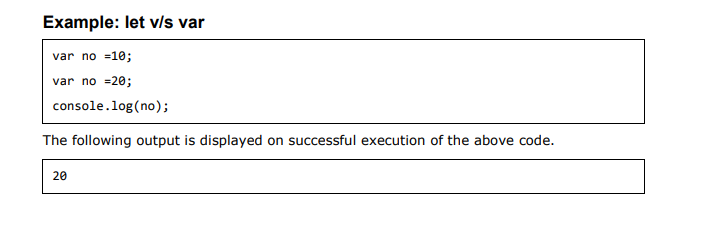 Example: let v/s var
var no =10;
var no =20;
console.log(no);
The following output is displayed on successful execution of the above code.
20